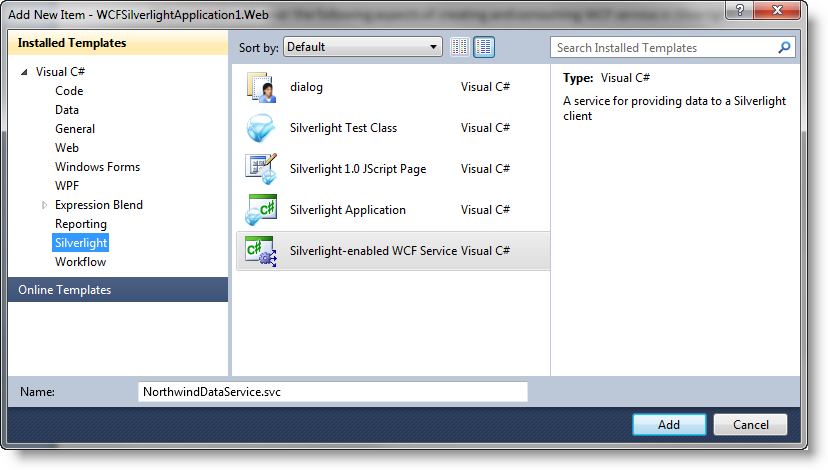 Add New Item - WCFSilverlightApplication1.Web
Installed Templates
Sort by: Default
Search Installed Templates
Visual C#
Code
Data
General
Web
Windows Forms
WPF
Expression Blend
Reporting
Silverlight
Workflow
Online Templates
dialog Visual C#
Silverlight Test Class Visual C#
Silverlight 1.0 JScript Page Visual C#
Silverlight Application Visual C#
Silverlight-enabled WCF Service Visual C#
Type: Visual C#
A service for providing data to a Silverlight
client
Name: NorthwindDataService.svc
Add Cancel